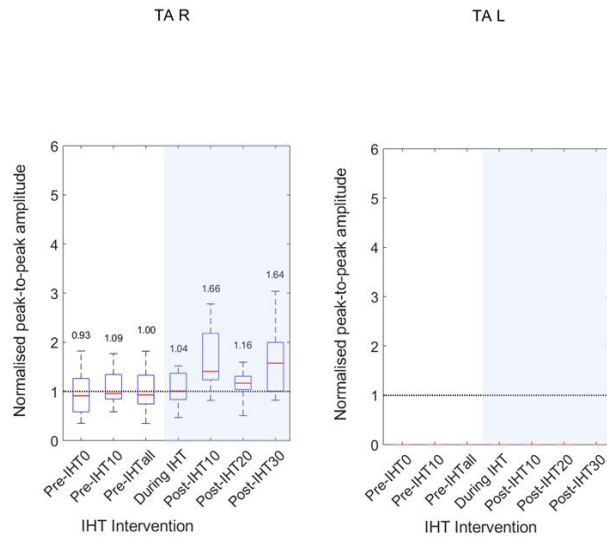 TA R
TA L
Normalised peak-to-peak amplitude
6
5
4
3
2
1
0
0.93
1.09
1.00
1.04
1.66
1.16
1.64
Pre-IHT0
Pre-IHT10
Pre-IHTall
During IHT
Post-IHT10
Post-IHT20
Post-IHT30
IHT Intervention
Normalised peak-to-peak amplitude
6
5
4
3
2
1
0
Pre-IHT0
Pre-IHT10
Pre-IHTall
During IHT
Post-IHT10
Post-IHT20
Post-IHT30
IHT Intervention